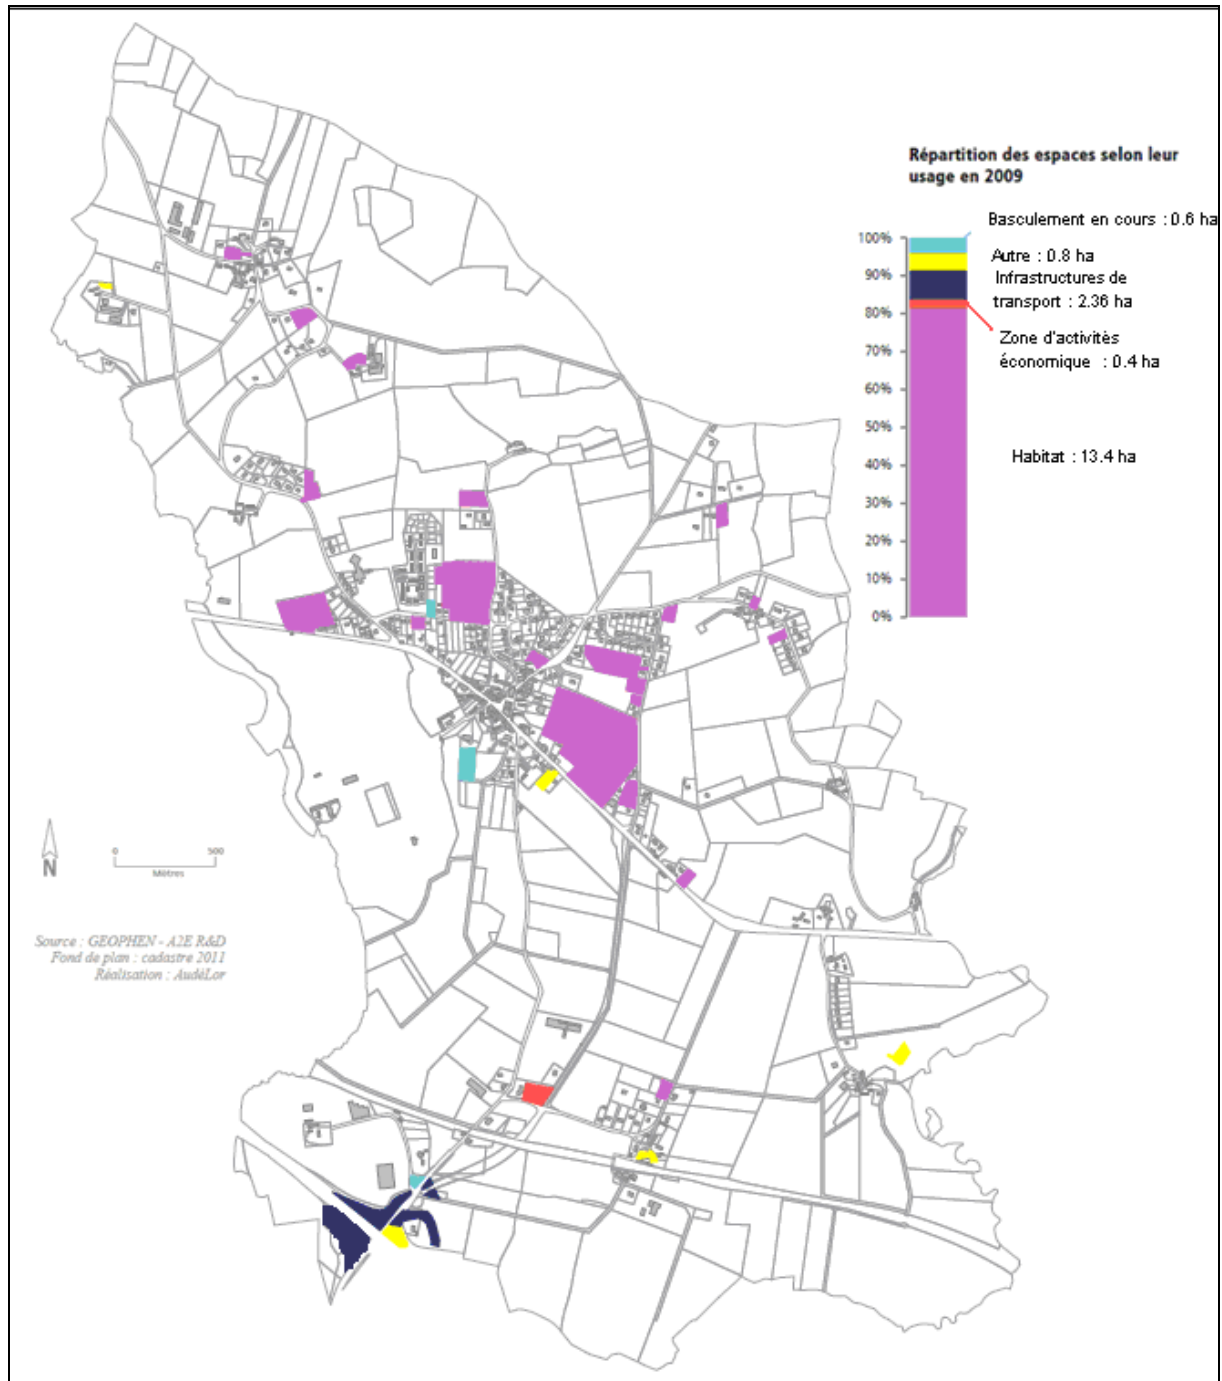 Répartition des espaces selon leur
usage en 2009
Basculement en cours : 0.6 ha
100%
Autre : 0.8 ha
90%
Infrastructures de
transport : 2.36 ha
80%
Zone d'activités
économique : 0.4 ha
70%
60%
50%
Habitat : 13.4 ha
40%
30%
20%
10%
0%
N
0 500
Mètres
Source : GEOPHEN - A2E R&D
Fond de plan : cadastre 2011
Réalisation : AudéLor